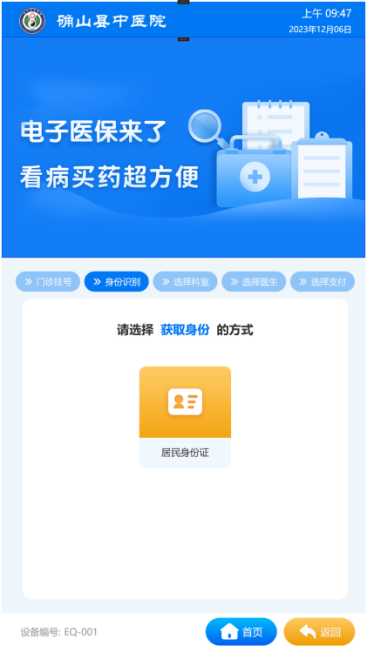 确山县中医院
上午 09:47
2023年12月06日
电子医保来了
看病买药超方便
门诊挂号
身份识别
选择科室
选择医生
选择支付
请选择 获取身份 的方式
居民身份证
设备编号: EQ-001
首页
返回